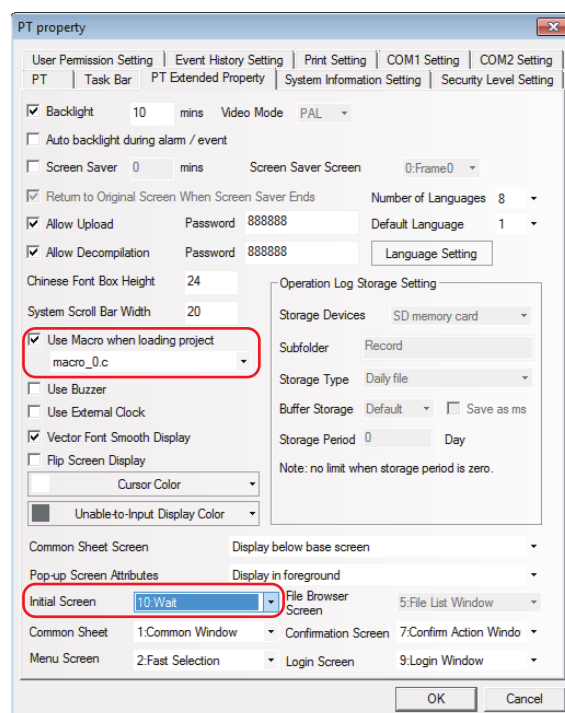 PT property
User Permission Setting Event History Setting Print Setting COM1 Setting COM2 Setting
PT Task Bar PT Extended Property System Information Setting Security Level Setting
Backlight 10 mins Video Mode PAL
Auto backlight during alarm / event
Screen Saver 0 mins Screen Saver Screen 0:Frame0
Return to Original Screen When Screen Saver Ends Number of Languages 8
Allow Upload Password 888888 Default Language 1
Allow Decompilation Password 888888 Language Setting
Chinese Font Box Height 24 Operation Log Storage Setting
System Scroll Bar Width 20 Storage Devices SD memory card
Use Macro when loading project Subfolder Record
macro_0.c
Storage Type Daily file
Use Buzzer
Use External Clock Buffer Storage Default Save as ms
Vector Font Smooth Display Storage Period 0 Day
Flip Screen Display
Note: no limit when storage period is zero.
Cursor Color
Unable-to-Input Display Color
Common Sheet Screen Display below base screen
Pop-up Screen Attributes Display in foreground
Initial Screen 10:Wait File Browser Screen 5:File List Window
Common Sheet 1:Common Window Confirmation Screen 7:Confirm Action Windo
Menu Screen 2:Fast Selection Login Screen 9:Login Window
OK Cancel